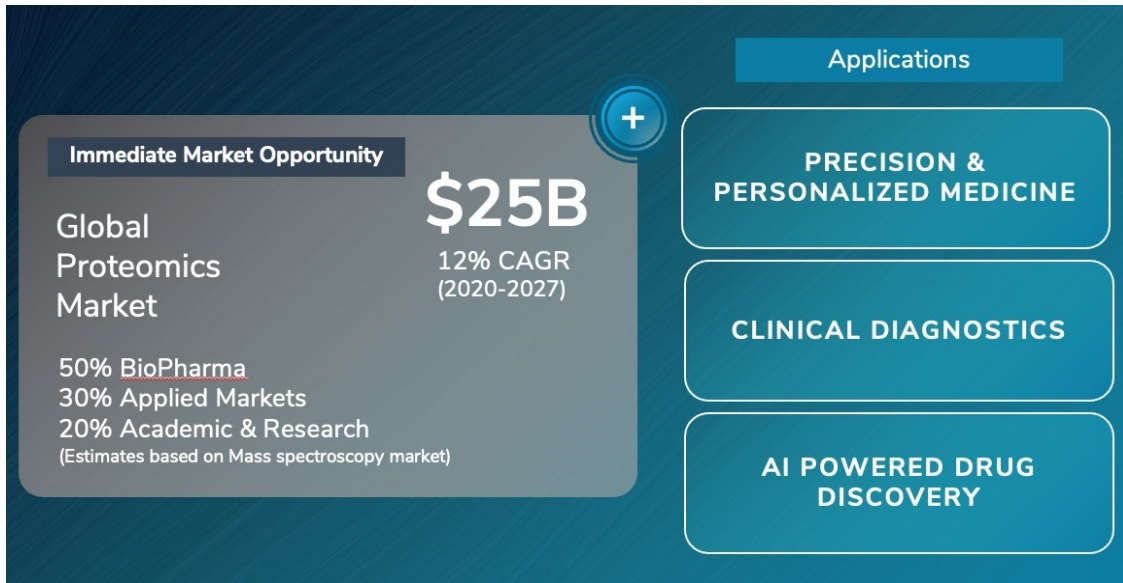 Immediate Market Opportunity
Global
Proteomics
Market
$25B
12% CAGR
(2020-2027)
50% BioPharma
30% Applied Markets
20% Academic & Research
(Estimates based on Mass spectroscopy market)
+
Applications
PRECISION &
PERSONALIZED MEDICINE
CLINICAL DIAGNOSTICS
AI POWERED DRUG
DISCOVERY